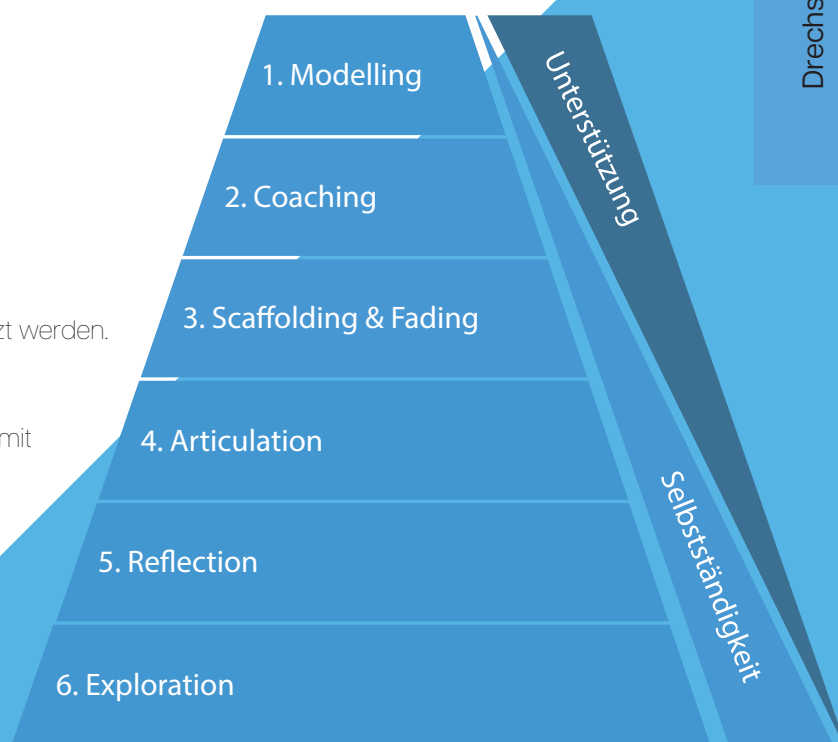 Drechs
1. Modelling
Unterstützung
2. Coaching
3. Scaffolding & Fading
zt werden.
4. Articulation
mit
Selbstständigkeit
5. Reflection
6. Exploration